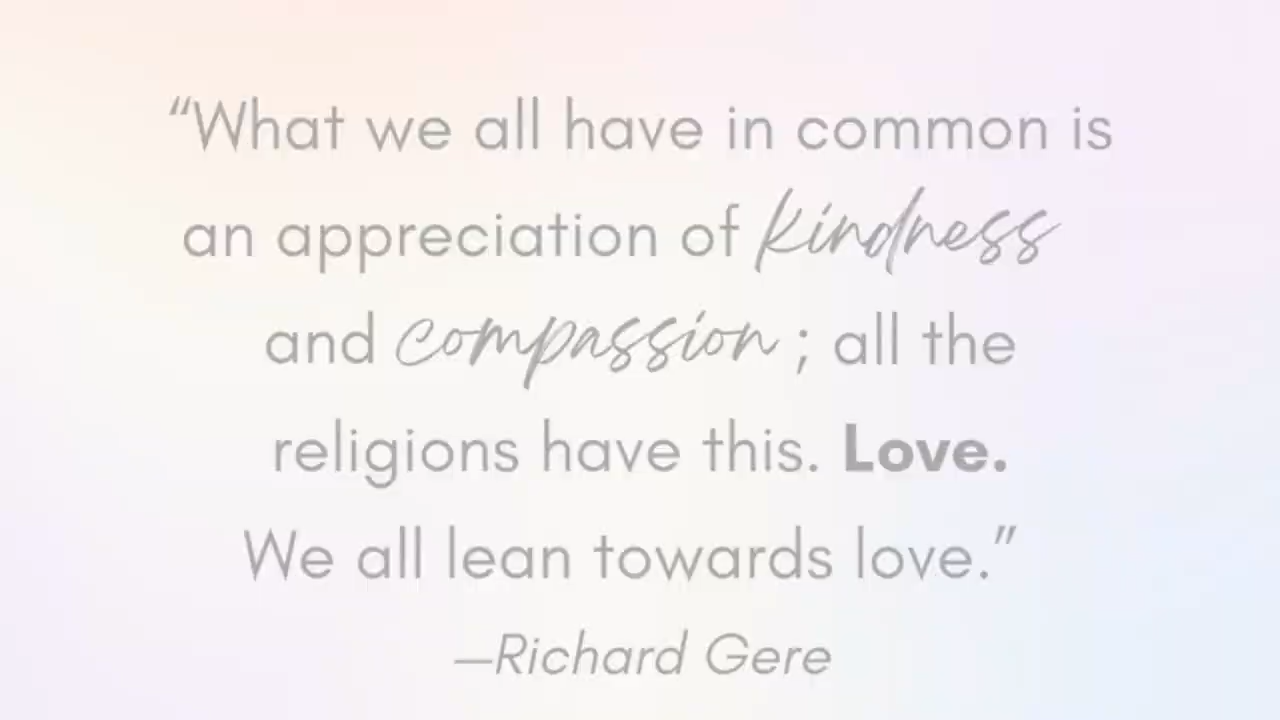 “What we all have in common is
an appreciation of kindness
and compassion ; all the
religions have this. Love.
We all lean towards love.”
—Richard Gere